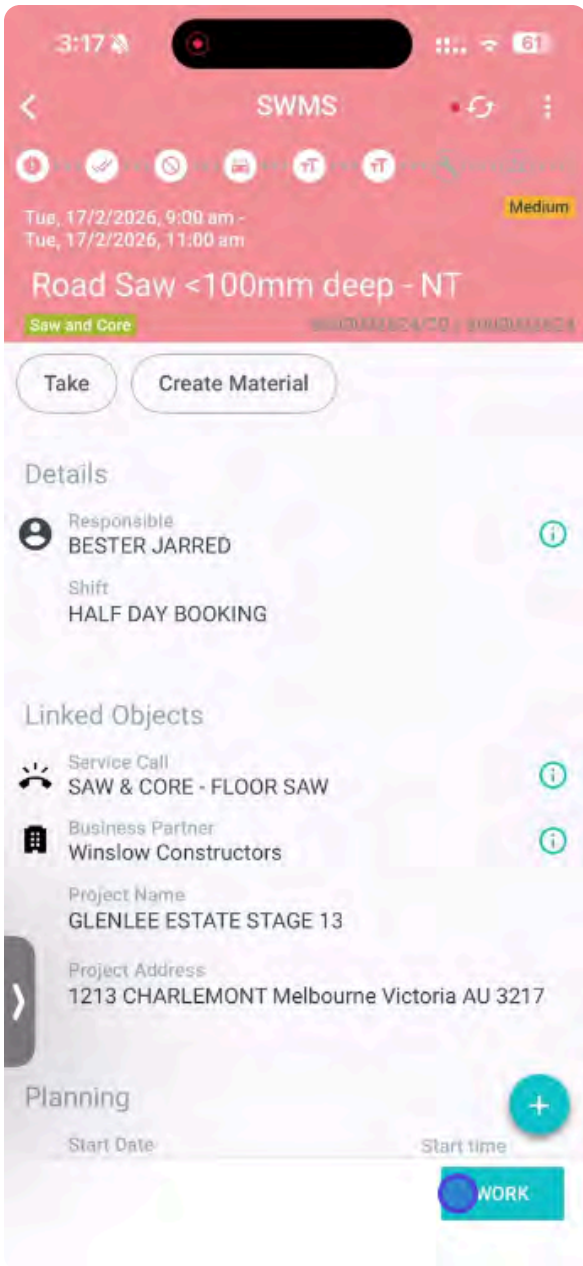 3:17
61
SWMS
Tue, 17/2/2026, 9:00 am -
Tue, 17/2/2026, 11:00 am
Medium
Road Saw <100mm deep - NT
Saw and Core
Take
Create Material
Details
Responsible
BESTER JARRED
Shift
HALF DAY BOOKING
Linked Objects
Service Call
SAW & CORE - FLOOR SAW
Business Partner
Winslow Constructors
Project Name
GLENLEE ESTATE STAGE 13
Project Address
1213 CHARLEMONT Melbourne Victoria AU 3217
Planning
Start Date
Start time
WORK